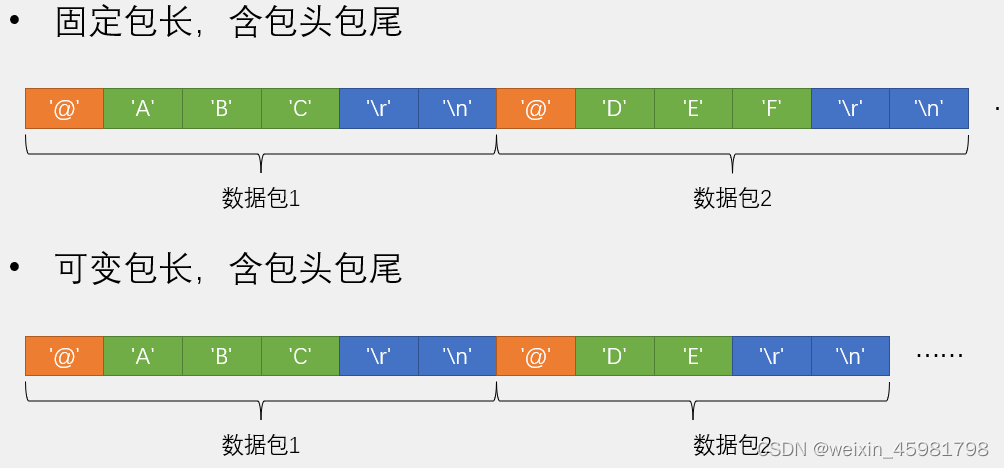 • 固定包长，含包头包尾
'@' 'A' 'B' 'C' '\r' '\n' '@' 'D' 'E' 'F' '\r' '\n' ·
数据包1 数据包2
• 可变包长，含包头包尾
'@' 'A' 'B' 'C' '\r' '\n' '@' 'D' 'E' '\r' '\n' ······
数据包1 数据包2
CSDN @weixin_45981798